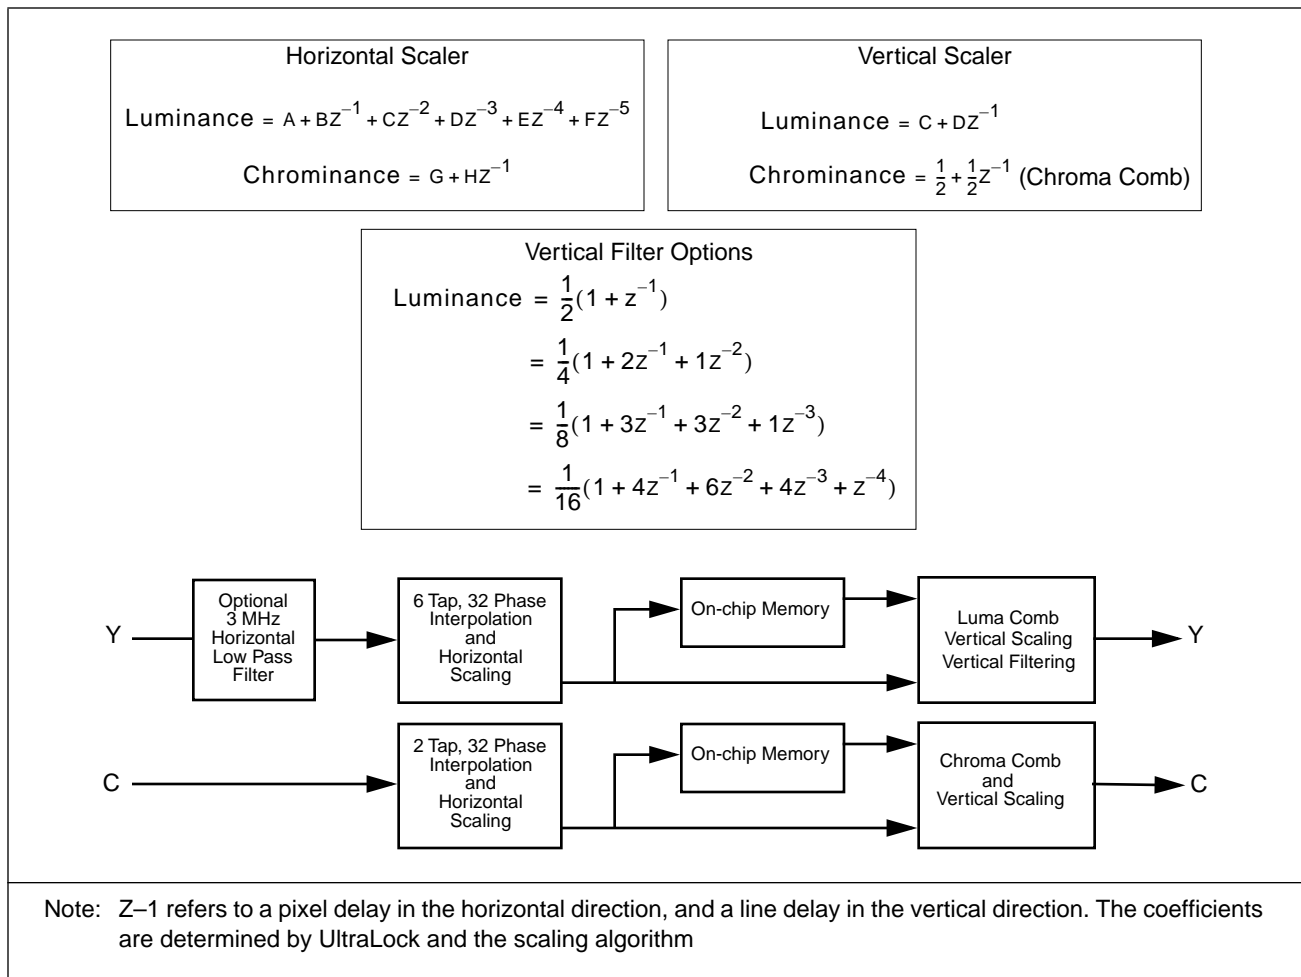 Horizontal Scaler
Luminance = A + BZ⁻¹ + CZ⁻² + DZ⁻³ + EZ⁻⁴ + FZ⁻⁵
Chrominance = G + HZ⁻¹
Vertical Scaler
Luminance = C + DZ⁻¹
Chrominance = 1/2 + 1/2 Z⁻¹ (Chroma Comb)
Vertical Filter Options
Luminance = 1/2 (1 + z⁻¹)
= 1/4 (1 + 2Z⁻¹ + 1Z⁻²)
= 1/8 (1 + 3Z⁻¹ + 3Z⁻² + 1Z⁻³)
= 1/16 (1 + 4Z⁻¹ + 6Z⁻² + 4Z⁻³ + Z⁻⁴)
Y
Optional
3 MHz
Horizontal
Low Pass
Filter
6 Tap, 32 Phase
Interpolation
and
Horizontal
Scaling
On-chip Memory
Luma Comb
Vertical Scaling
Vertical Filtering
Y
C
2 Tap, 32 Phase
Interpolation
and
Horizontal
Scaling
On-chip Memory
Chroma Comb
and
Vertical Scaling
C
Note: Z–1 refers to a pixel delay in the horizontal direction, and a line delay in the vertical direction. The coefficients
are determined by UltraLock and the scaling algorithm